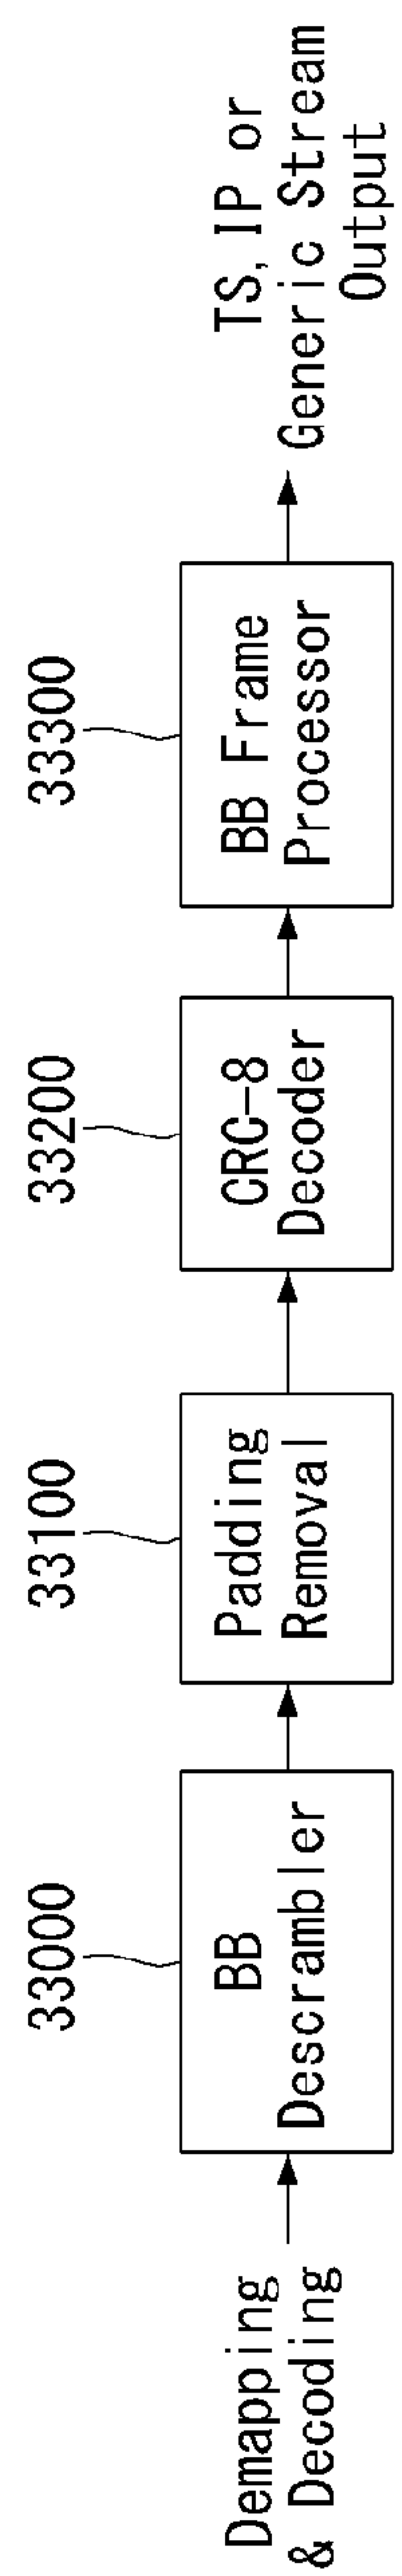 33000
33100
33200
33300
Demapping
& Decoding
BB
Descrambler
Padding
Removal
CRC-8
Decoder
BB Frame
Processor
TS, IP or
Generic Stream
Output